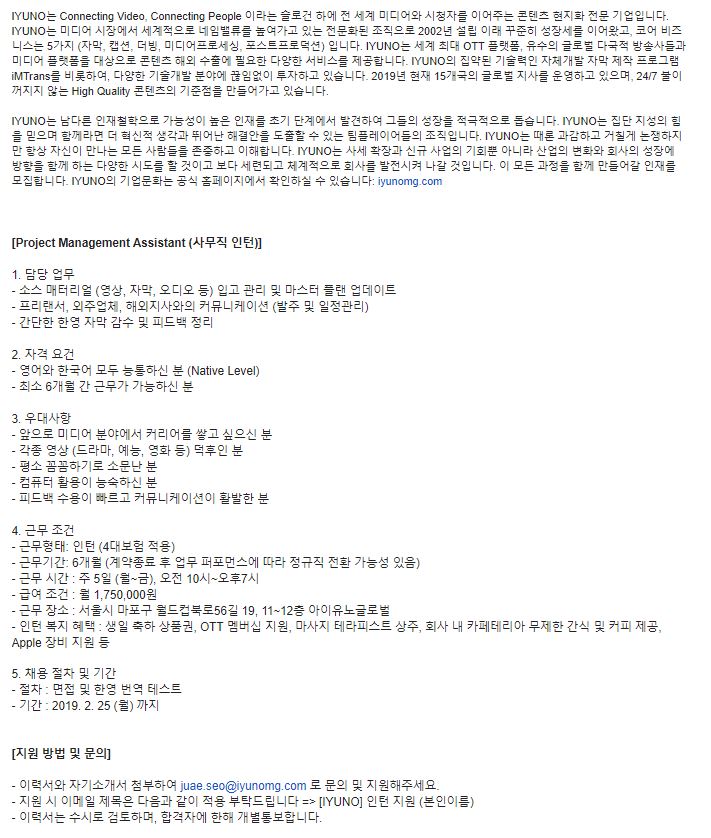 IYUNO는 Connecting Video, Connecting People 이라는 슬로건 하에 전 세계 미디어와 시청자를 이어주는 콘텐츠 현지화 전문 기업입니다.
IYUNO는 미디어 시장에서 세계적으로 네임밸류를 높여가고 있는 전문화된 조직으로 2002년 설립 이래 꾸준히 성장세를 이어왔고, 코어 비즈
니스는 5가지 (자막, 캡션, 더빙, 미디어프로세싱, 포스트프로덕션) 입니다. IYUNO는 세계 최대 OTT 플랫폼, 유수의 글로벌 다국적 방송사들과
미디어 플랫폼을 대상으로 콘텐츠 해외 수출에 필요한 다양한 서비스를 제공합니다. IYUNO의 집약된 기술력인 자체개발 자막 제작 프로그램
iMTrans를 비롯하여, 다양한 기술개발 분야에 끊임없이 투자하고 있습니다. 2019년 현재 15개국의 글로벌 지사를 운영하고 있으며, 24/7 불이
꺼지지 않는 High Quality 콘텐츠의 기준점을 만들어가고 있습니다.
IYUNO는 남다른 인재철학으로 가능성이 높은 인재를 초기 단계에서 발견하여 그들의 성장을 적극적으로 돕습니다. IYUNO는 집단 지성의 힘
을 믿으며 함께라면 더 혁신적 생각과 뛰어난 해결안을 도출할 수 있는 팀플레이어들의 조직입니다. IYUNO는 때론 과감하고 거칠게 논쟁하지
만 항상 자신이 만나는 모든 사람들을 존중하고 이해합니다. IYUNO는 사세 확장과 신규 사업의 기회뿐 아니라 산업의 변화와 회사의 성장에
방향을 함께 하는 다양한 시도를 할 것이고 보다 세련되고 체계적으로 회사를 발전시켜 나갈 것입니다. 이 모든 과정을 함께 만들어갈 인재를
모집합니다. IYUNO의 기업문화는 공식 홈페이지에서 확인하실 수 있습니다: iyunomg.com
[Project Management Assistant (사무직 인턴)]
1. 담당 업무
- 소스 매터리얼 (영상, 자막, 오디오 등) 입고 관리 및 마스터 플랜 업데이트
- 프리랜서, 외주업체, 해외지사와의 커뮤니케이션 (발주 및 일정관리)
- 간단한 한영 자막 감수 및 피드백 정리
2. 자격 요건
- 영어와 한국어 모두 능통하신 분 (Native Level)
- 최소 6개월 간 근무가 가능하신 분
3. 우대사항
- 앞으로 미디어 분야에서 커리어를 쌓고 싶으신 분
- 각종 영상 (드라마, 예능, 영화 등) 덕후인 분
- 평소 꼼꼼하기로 소문난 분
- 컴퓨터 활용이 능숙하신 분
- 피드백 수용이 빠르고 커뮤니케이션이 활발한 분
4. 근무 조건
- 근무형태: 인턴 (4대보험 적용)
- 근무기간: 6개월 (계약종료 후 업무 퍼포먼스에 따라 정규직 전환 가능성 있음)
- 근무 시간 : 주 5일 (월~금), 오전 10시~오후7시
- 급여 조건 : 월 1,750,000원
- 근무 장소 : 서울시 마포구 월드컵북로56길 19, 11~12층 아이유노글로벌
- 인턴 복지 혜택 : 생일 축하 상품권, OTT 멤버십 지원, 마사지 테라피스트 상주, 회사 내 카페테리아 무제한 간식 및 커피 제공,
Apple 장비 지원 등
5. 채용 절차 및 기간
- 절차 : 면접 및 한영 번역 테스트
- 기간 : 2019. 2. 25 (월) 까지
[지원 방법 및 문의]
- 이력서와 자기소개서 첨부하여 juae.seo@iyunomg.com 로 문의 및 지원해주세요.
- 지원 시 이메일 제목은 다음과 같이 적용 부탁드립니다 => [IYUNO] 인턴 지원 (본인이름)
- 이력서는 수시로 검토하며, 합격자에 한해 개별통보합니다.